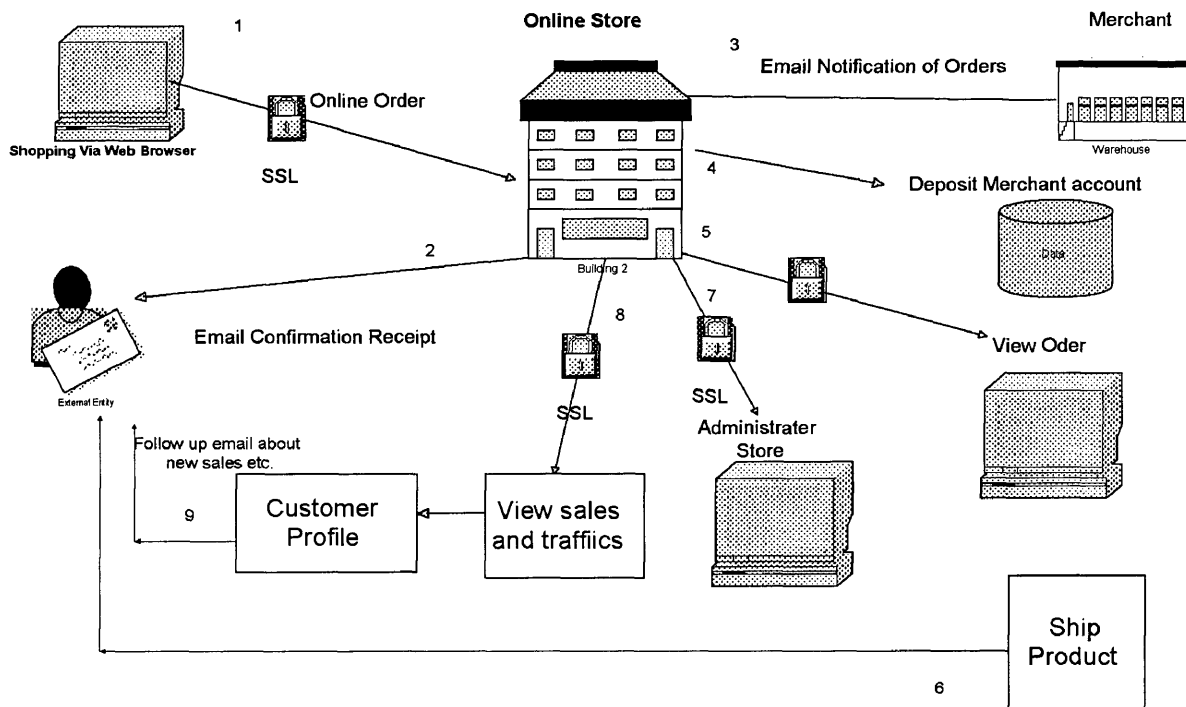 1
Online Store
Merchant
3
Email Notification of Orders
Online Order
Shopping Via Web Browser
SSL
Warehouse
4
Deposit Merchant account
Data
2
5
Building 2
7
8
Email Confirmation Receipt
View Oder
External Entity
SSL
SSL
Administrater
Store
Follow up email about
new sales etc.
9
Customer
Profile
View sales
and traffiics
Ship
Product
6